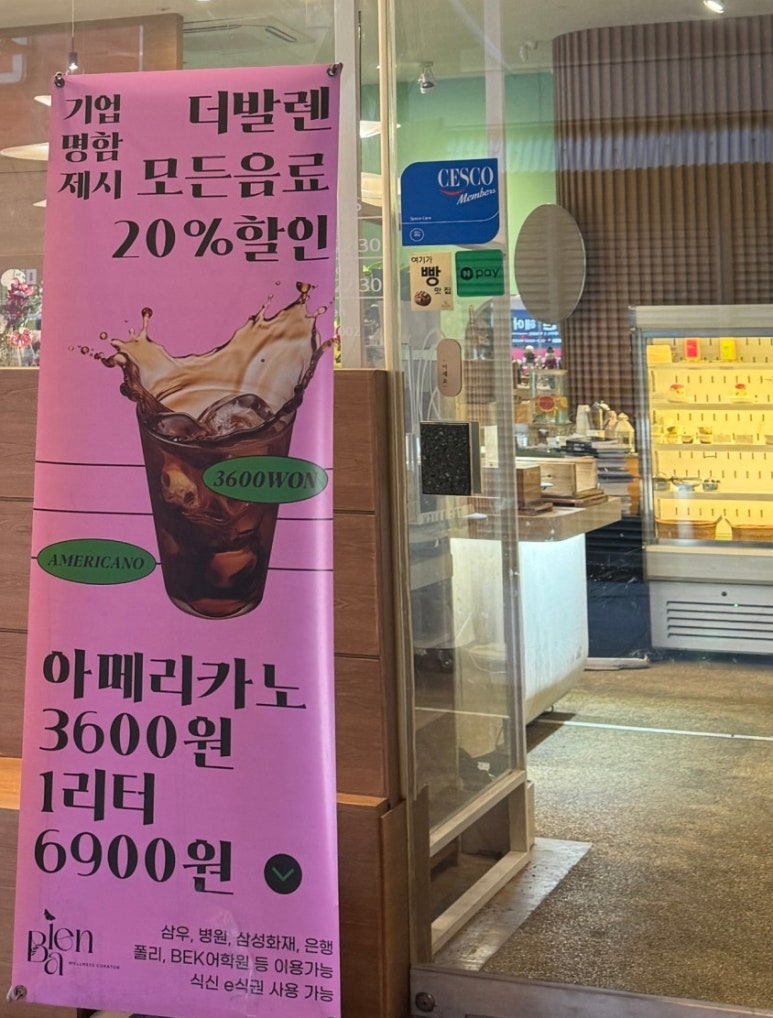 기업 더발렌
명함 모든음료
제시
20%할인
3600WON
AMERICANO
아메리카노
3600원
1리터
6900원
BienBa
WELLNESS CURATOR
삼우, 병원, 삼성화재, 은행
폴리, BEK어학원 등 이용가능
식신 e식권 사용 가능
CESCO
Members
여기가
빵
맛집
N pay
30
30